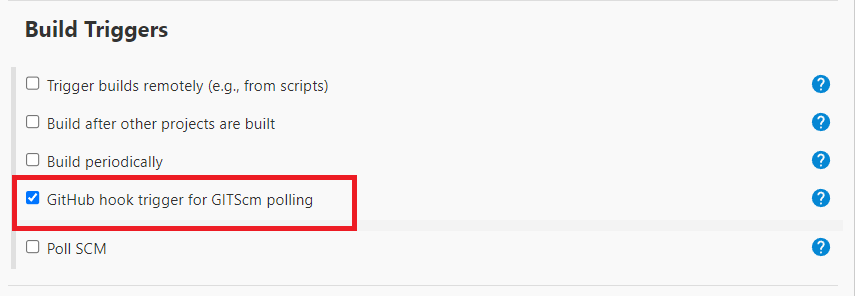 Build Triggers
Trigger builds remotely (e.g., from scripts)
?
Build after other projects are built
?
Build periodically
?
GitHub hook trigger for GITScm polling
?
Poll SCM
?